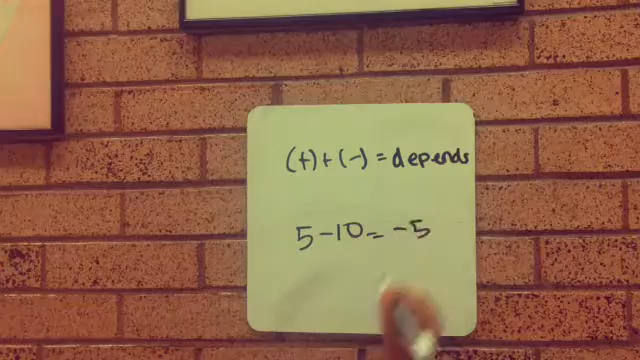 (+)+(-) = depends
5-10= -5